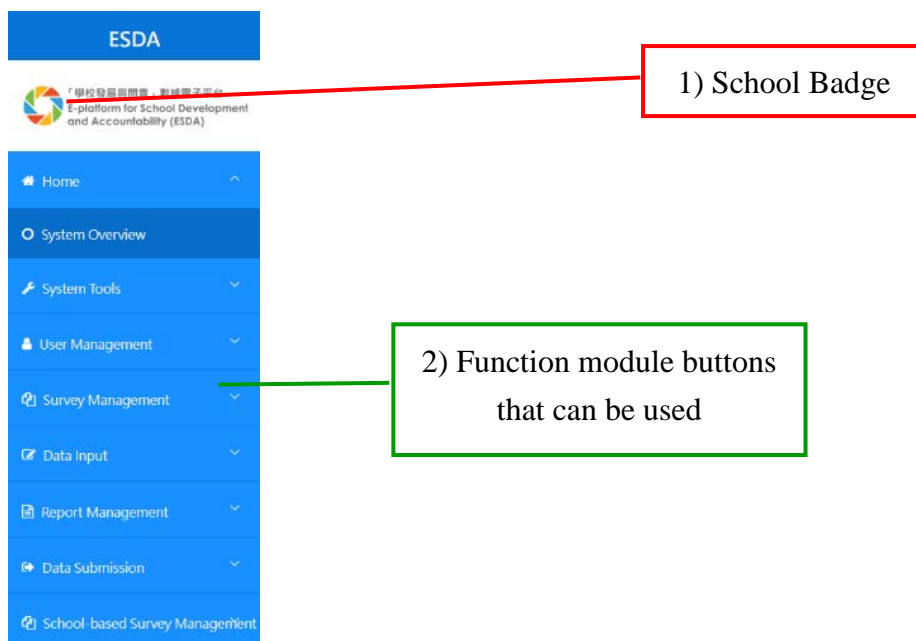 ESDA
1) School Badge
「學校發展與問責」數據電子平台
E-platform for School Development
and Accountability (ESDA)
Home
System Overview
System Tools
User Management
2) Function module buttons
that can be used
Survey Management
Data Input
Report Management
Data Submission
School-based Survey Management